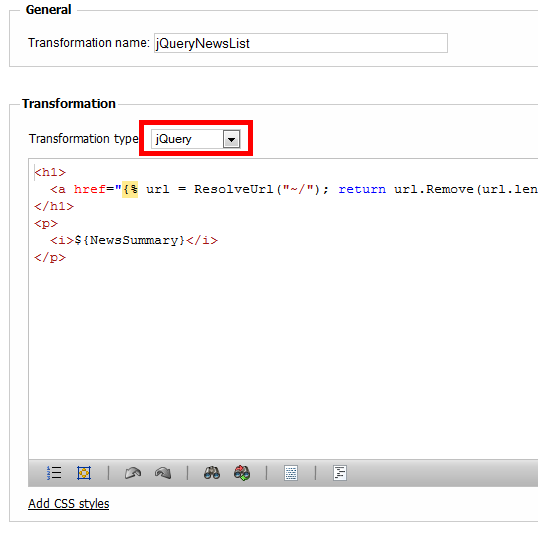 General
Transformation name: jQueryNewsList
Transformation
Transformation type jQuery
<h1>
<a href="{% url = ResolveUrl("~/"); return url.Remove(url.len
</h1>
<p>
<i>${NewsSummary}</i>
</p>
Add CSS styles